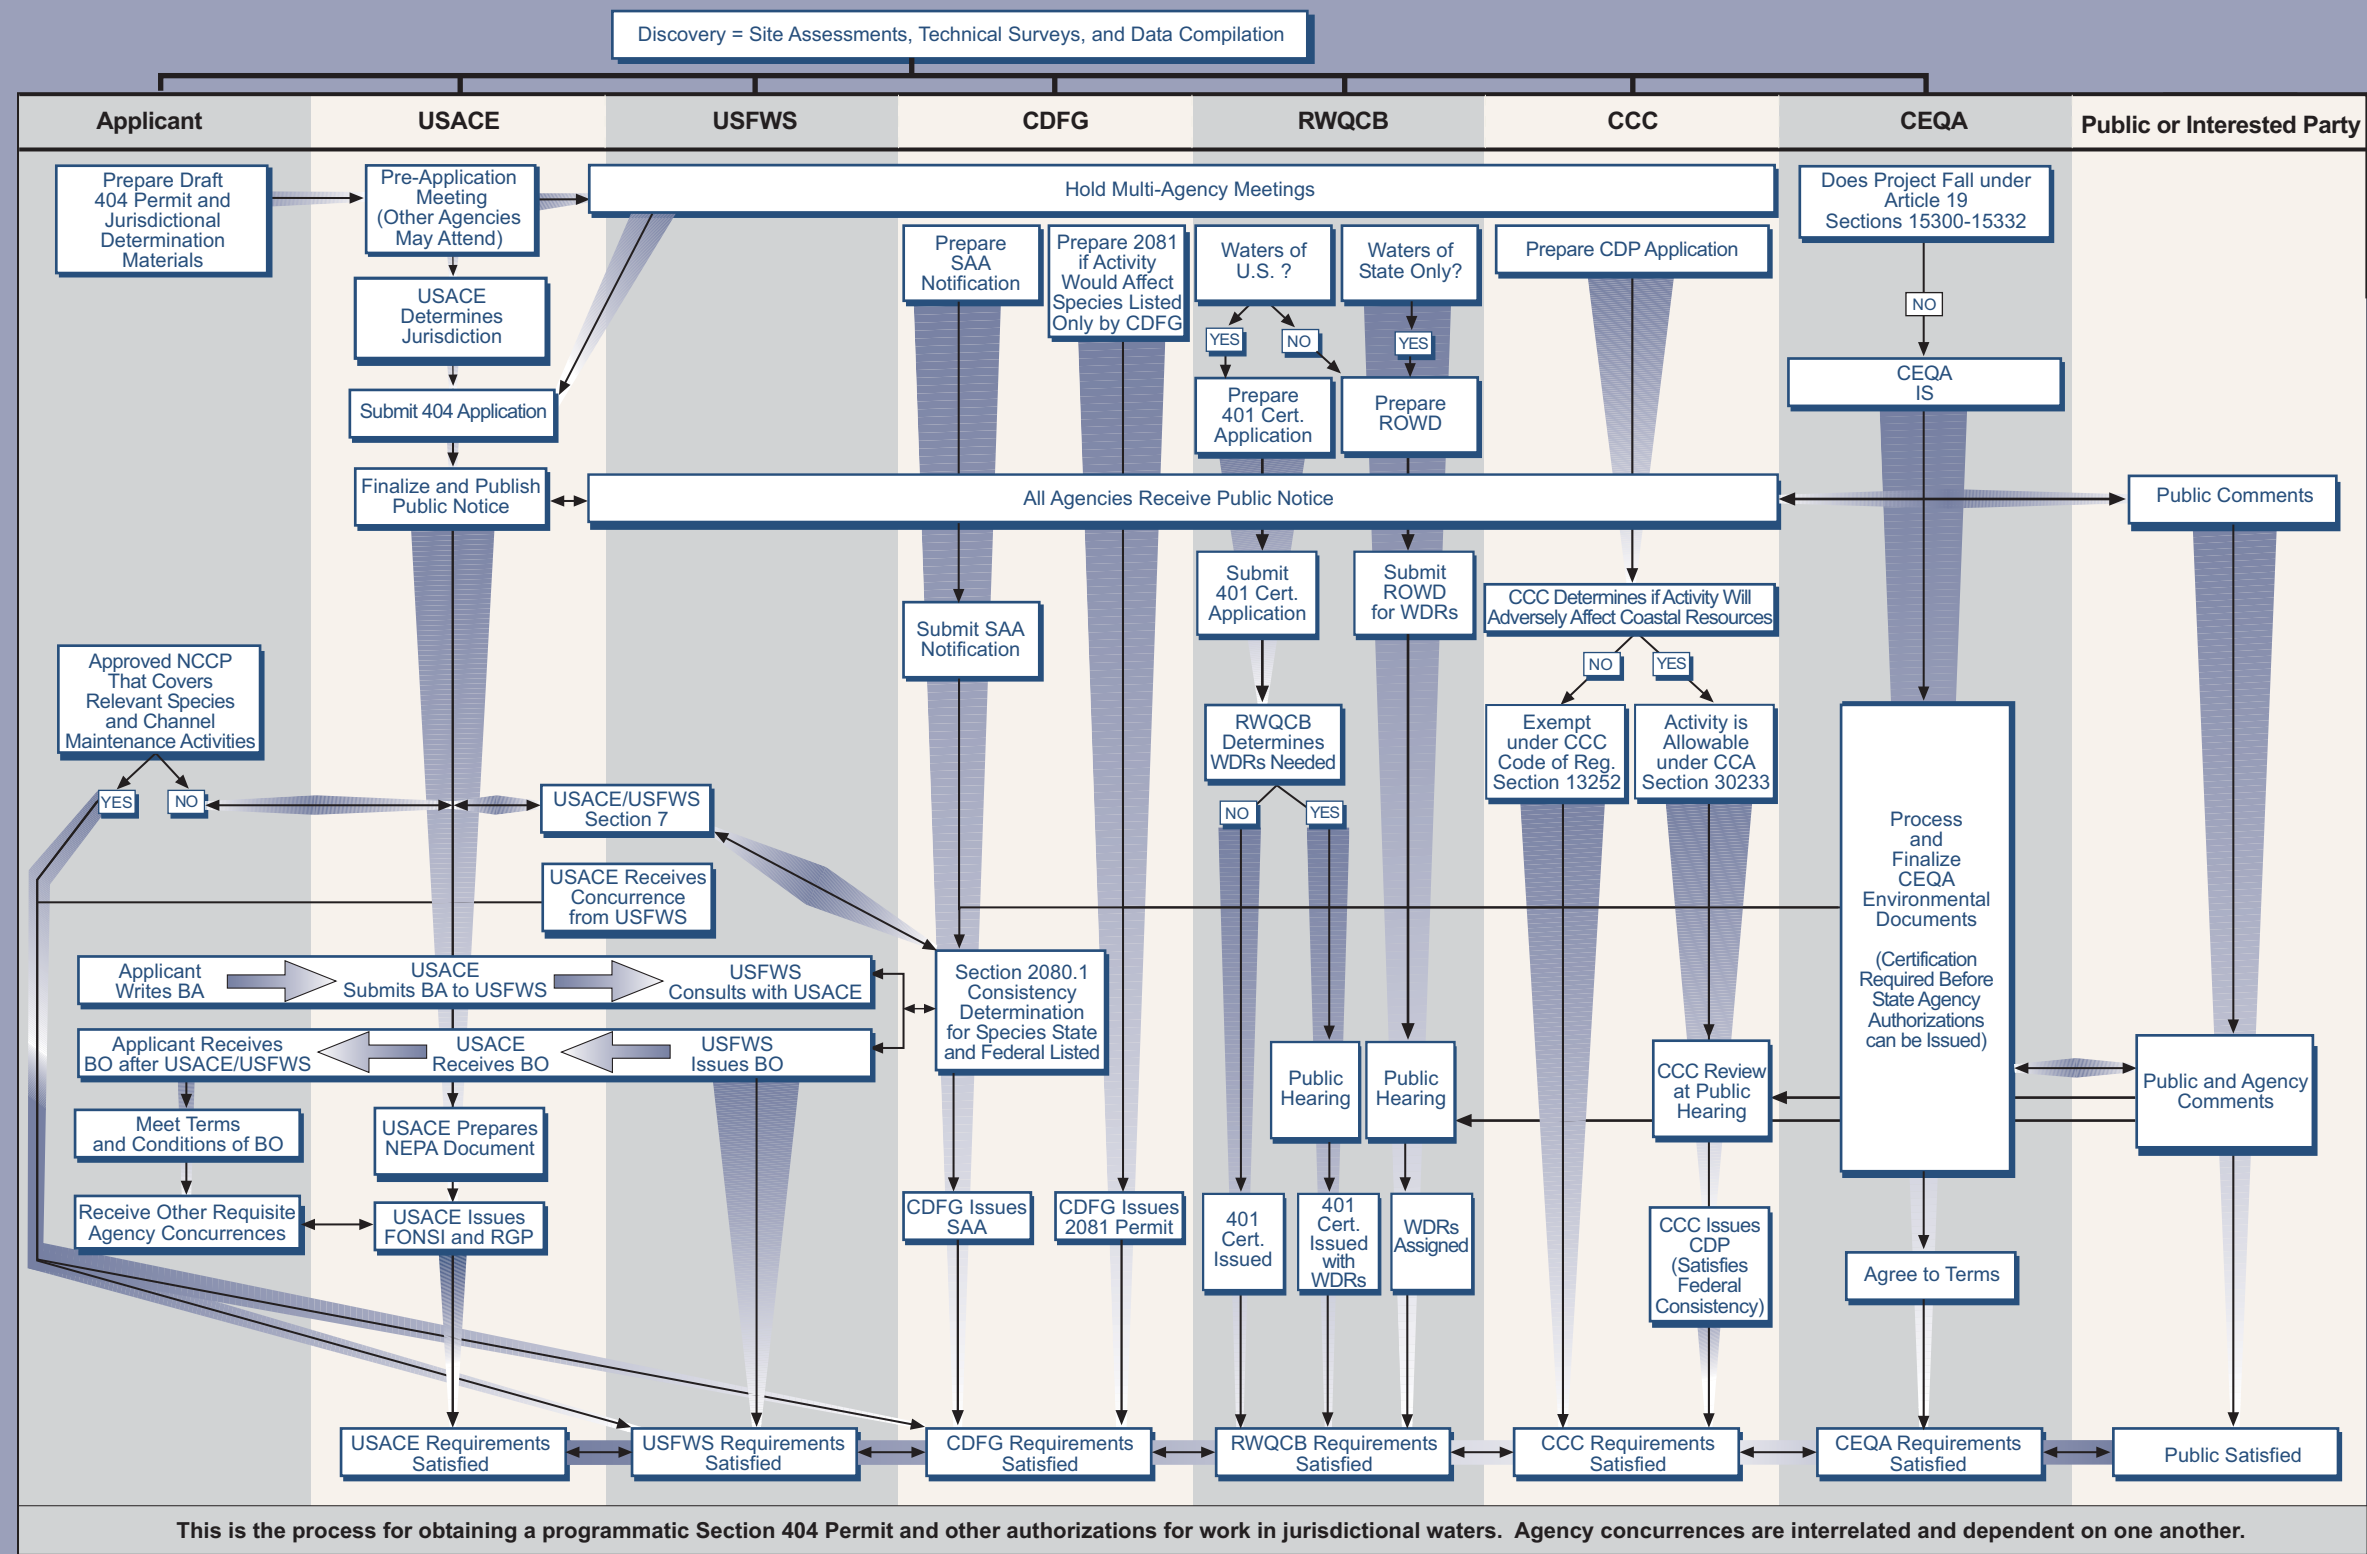 Discovery = Site Assessments, Technical Surveys, and Data Compilation
Applicant
USACE
USFWS
CDFG
RWQCB
CCC
CEQA
Public or Interested Party
Prepare Draft
404 Permit and
Jurisdictional
Determination
Materials
Pre-Application
Meeting
(Other Agencies
May Attend)
Hold Multi-Agency Meetings
Does Project Fall under
Article 19
Sections 15300-15332
USACE
Determines
Jurisdiction
Prepare
SAA
Notification
Prepare 2081
if Activity
Would Affect
Species Listed
Only by CDFG
Waters of
U.S. ?
Waters of
State Only?
Prepare CDP Application
NO
YES
NO
YES
Submit 404 Application
Prepare
401 Cert.
Application
Prepare
ROWD
CEQA
IS
Finalize and Publish
Public Notice
All Agencies Receive Public Notice
Public Comments
Submit SAA
Notification
Submit
401 Cert.
Application
Submit
ROWD
for WDRs
CCC Determines if Activity Will
Adversely Affect Coastal Resources
NO
YES
Approved NCCP
That Covers
Relevant Species
and Channel
Maintenance Activities
YES
NO
USACE/USFWS
Section 7
RWQCB
Determines
WDRs Needed
NO
YES
Exempt
under CCC
Code of Reg.
Section 13252
Activity is
Allowable
under CCA
Section 30233
Process
and
Finalize
CEQA
Environmental
Documents
(Certification
Required Before
State Agency
Authorizations
can be Issued)
USACE Receives
Concurrence
from USFWS
Applicant
Writes BA
USACE
Submits BA to USFWS
USFWS
Consults with USACE
Section 2080.1
Consistency
Determination
for Species State
and Federal Listed
Applicant Receives
BO after USACE/USFWS
USACE
Receives BO
USFWS
Issues BO
Public
Hearing
Public
Hearing
CCC Review
at Public
Hearing
Public and Agency
Comments
Meet Terms
and Conditions of BO
USACE Prepares
NEPA Document
Receive Other Requisite
Agency Concurrences
USACE Issues
FONSI and RGP
CDFG Issues
SAA
CDFG Issues
2081 Permit
401
Cert.
Issued
401
Cert.
Issued
with
WDRs
WDRs
Assigned
CCC Issues
CDP
(Satisfies
Federal
Consistency)
Agree to Terms
USACE Requirements
Satisfied
USFWS Requirements
Satisfied
CDFG Requirements
Satisfied
RWQCB Requirements
Satisfied
CCC Requirements
Satisfied
CEQA Requirements
Satisfied
Public Satisfied
This is the process for obtaining a programmatic Section 404 Permit and other authorizations for work in jurisdictional waters. Agency concurrences are interrelated and dependent on one another.